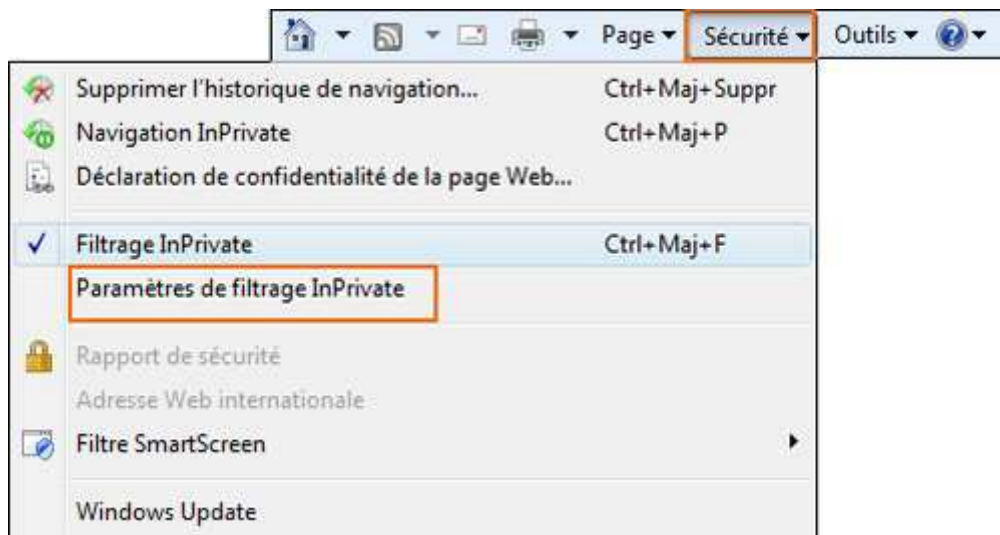 Page Sécurité Outils
Supprimer l'historique de navigation... Ctrl+Maj+Suppr
Navigation InPrivate Ctrl+Maj+P
Déclaration de confidentialité de la page Web...
Filtrage InPrivate Ctrl+Maj+F
Paramètres de filtrage InPrivate
Rapport de sécurité
Adresse Web internationale
Filtre SmartScreen
Windows Update